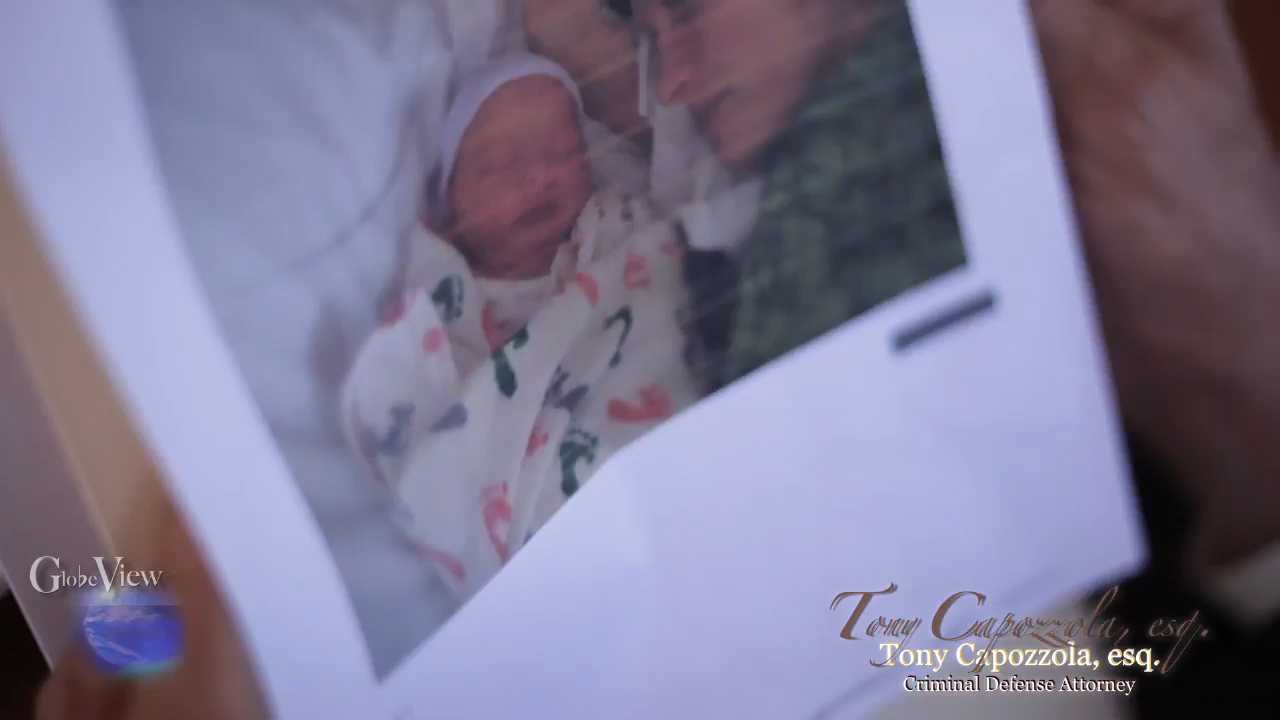 GlobeView
Tony Capozzola, esq.
Tony Capozzola, esq.
Criminal Defense Attorney